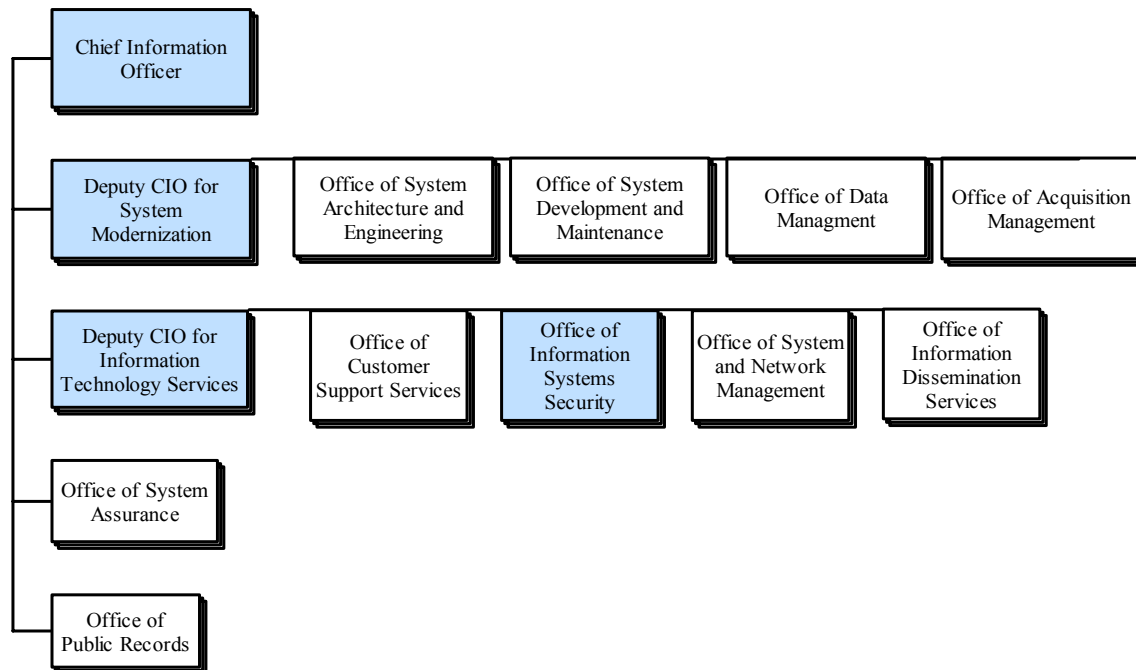 Chief Information
Officer
Deputy CIO for
System
Modernization
Office of System
Architecture and
Engineering
Office of System
Development and
Maintenance
Office of Data
Managment
Office of Acquisition
Management
Deputy CIO for
Information
Technology Services
Office of
Customer
Support Services
Office of
Information
Systems
Security
Office of System
and Network
Management
Office of
Information
Dissemination
Services
Office of System
Assurance
Office of
Public Records